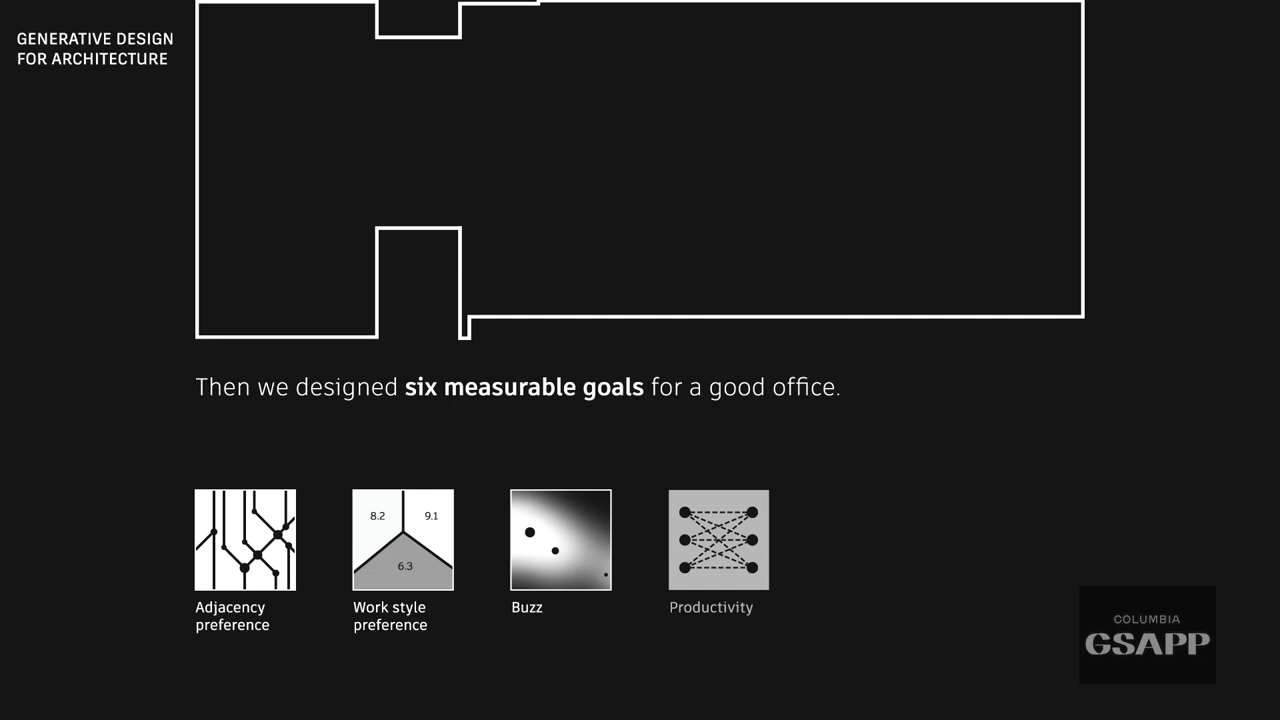 GENERATIVE DESIGN
FOR ARCHITECTURE
Then we designed six measurable goals for a good office.
8.2
9.1
6.3
Adjacency
preference
Work style
preference
Buzz
Productivity
COLUMBIA
GSAPP